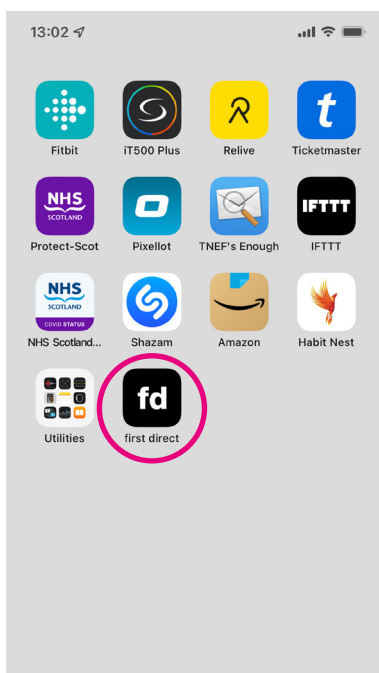 13:02
Fitbit
iT500 Plus
Relive
t
Ticketmaster
NHS
SCOTLAND
IFTTT
Protect-Scot
Pixellot
TNEF's Enough
IFTTT
NHS
SCOTLAND
COVID STATUS
NHS Scotland...
Shazam
Amazon
Habit Nest
fd
Utilities
first direct